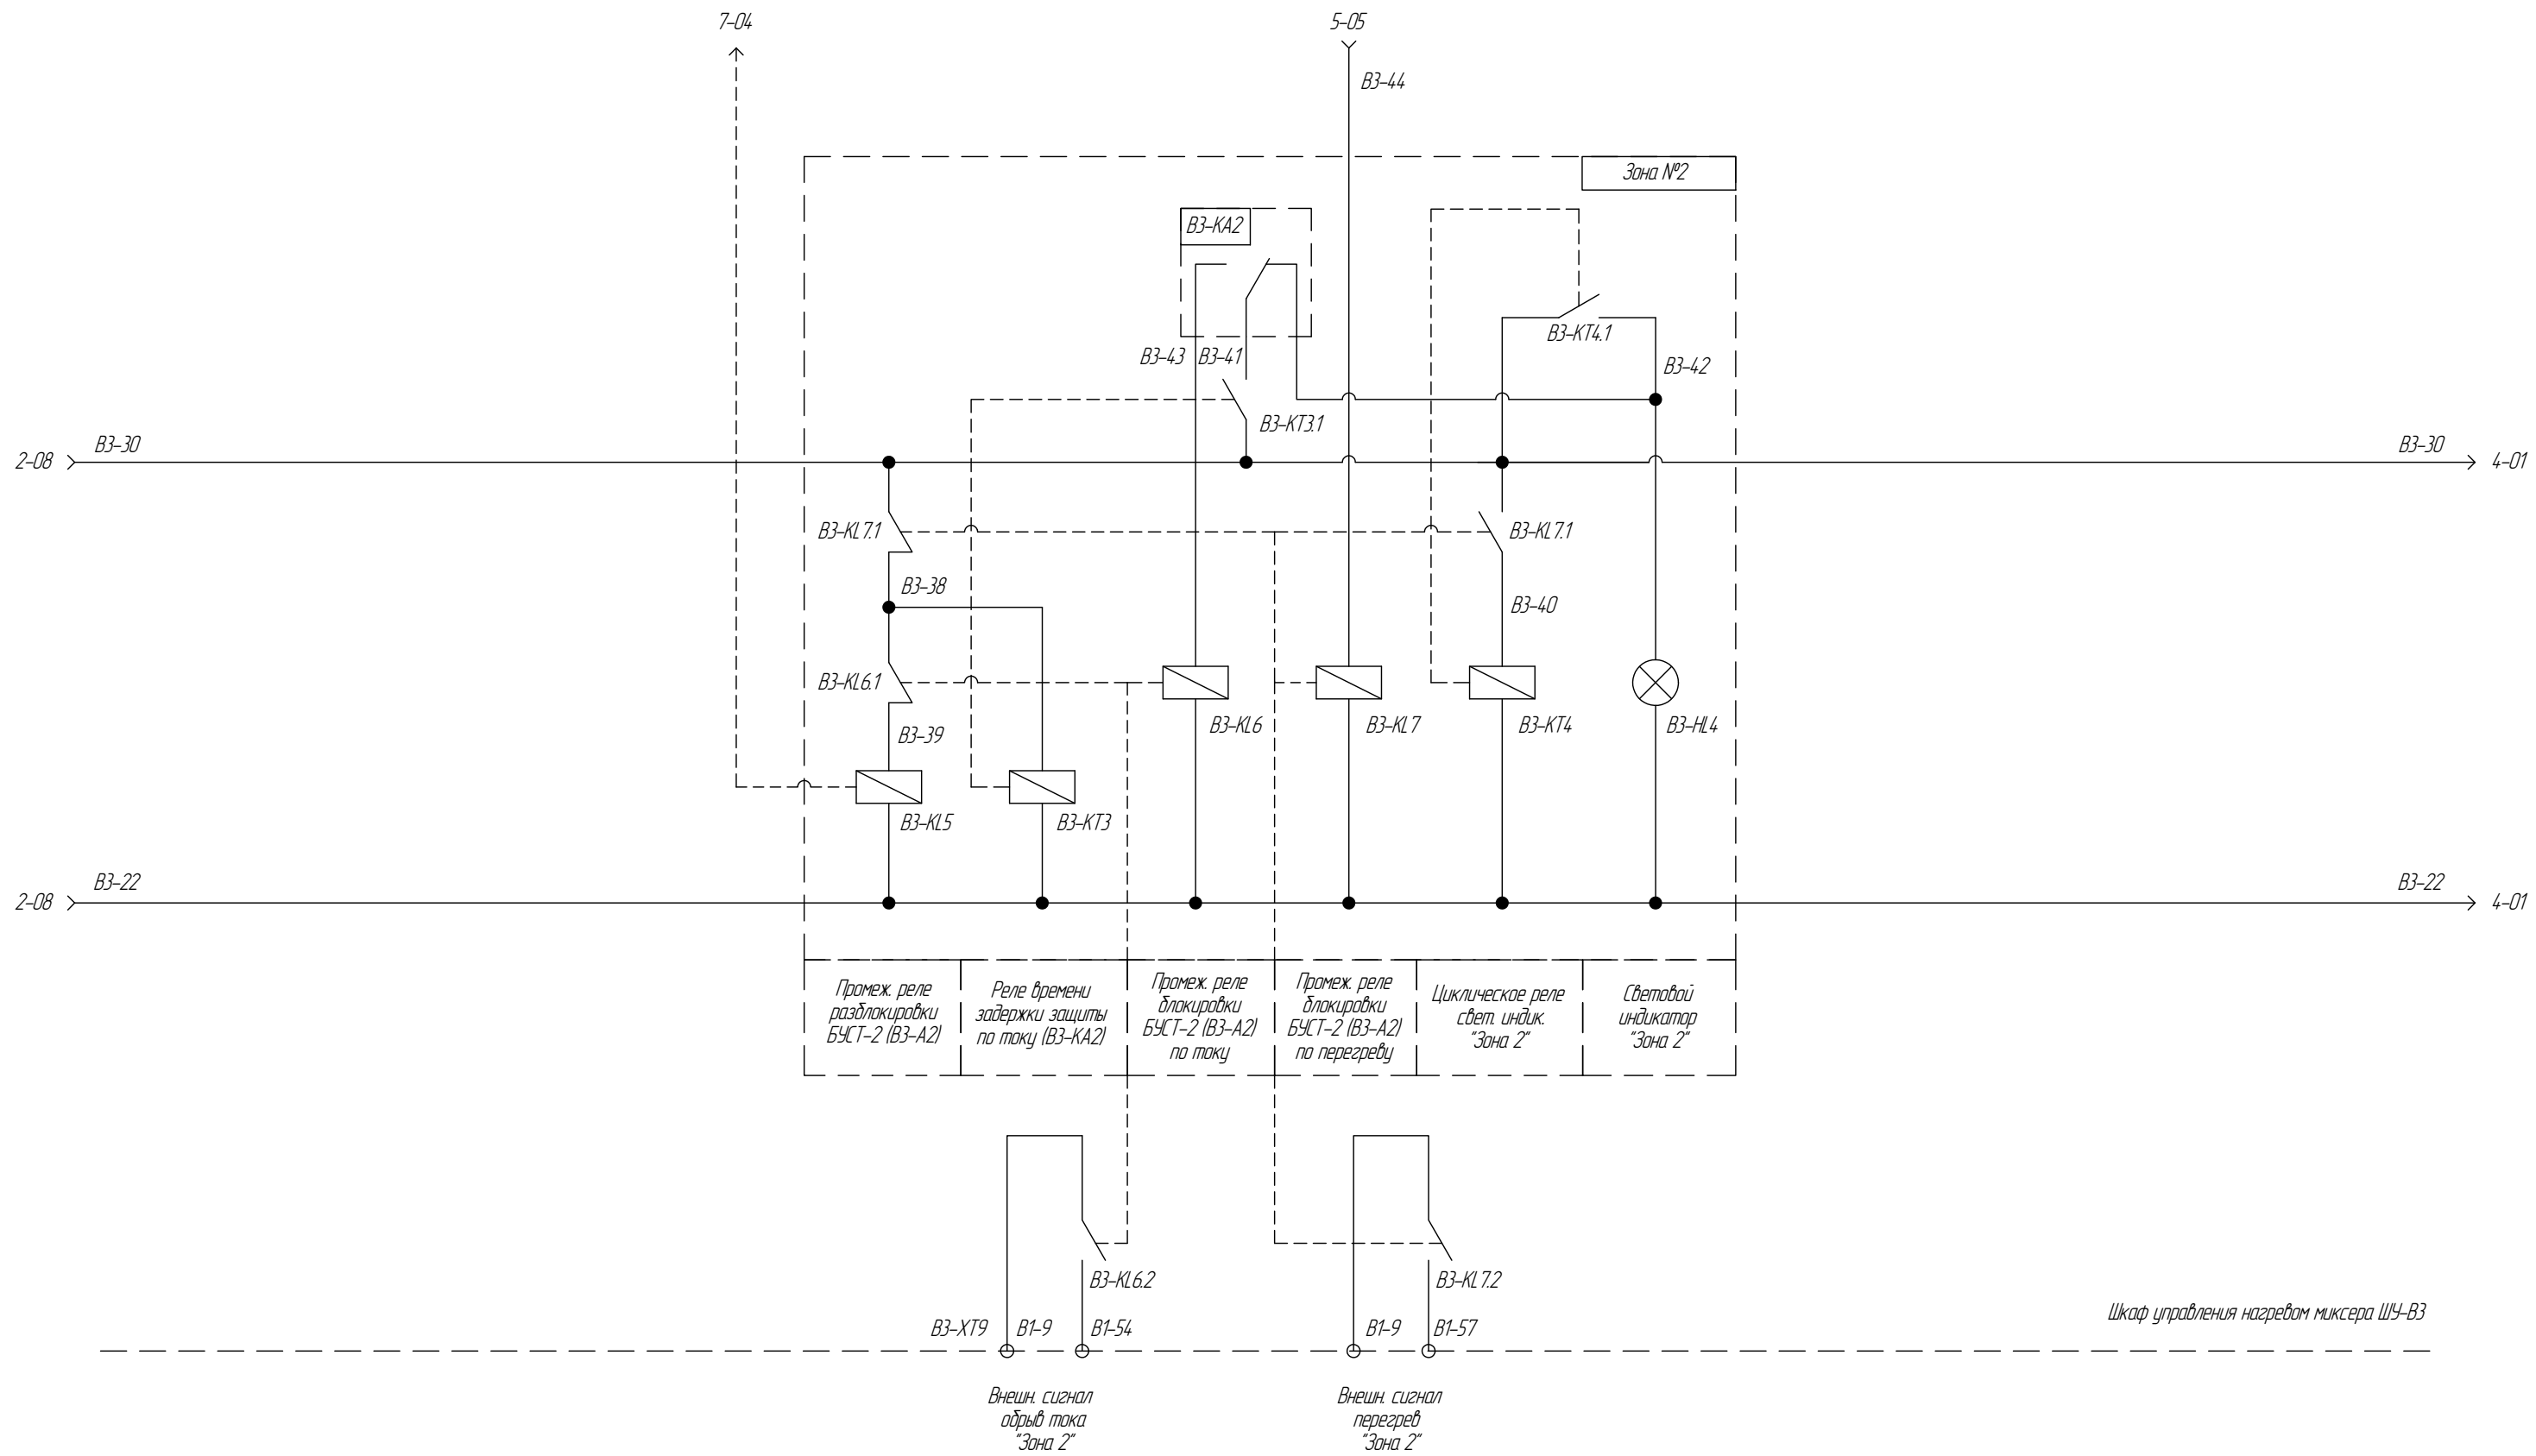 7-04
5-05
В3-44
Зона №2
В3-КА2
В3-КТ4.1
В3-43
В3-41
В3-42
В3-КТ3.1
2-08
В3-30
В3-30
4-01
В3-KL7.1
В3-KL7.1
В3-38
В3-40
В3-KL6.1
В3-KL6
В3-KL7
В3-КТ4
В3-HL4
В3-39
В3-KL5
В3-КТ3
2-08
В3-22
В3-22
4-01
Промеж. реле
разблокировки
БУСТ-2 (В3-А2)
Реле времени
задержки защиты
по току (В3-КА2)
Промеж. реле
блокировки
БУСТ-2 (В3-А2)
по току
Промеж. реле
блокировки
БУСТ-2 (В3-А2)
по перегреву
Циклическое реле
свет. индик.
"Зона 2"
Световой
индикатор
"Зона 2"
В3-KL6.2
В3-KL7.2
Шкаф управления нагревом миксера ШУ-В3
В3-ХТ9
В1-9
В1-54
В1-9
В1-57
Внешн. сигнал
обрыв тока
"Зона 2"
Внешн. сигнал
перегрев
"Зона 2"